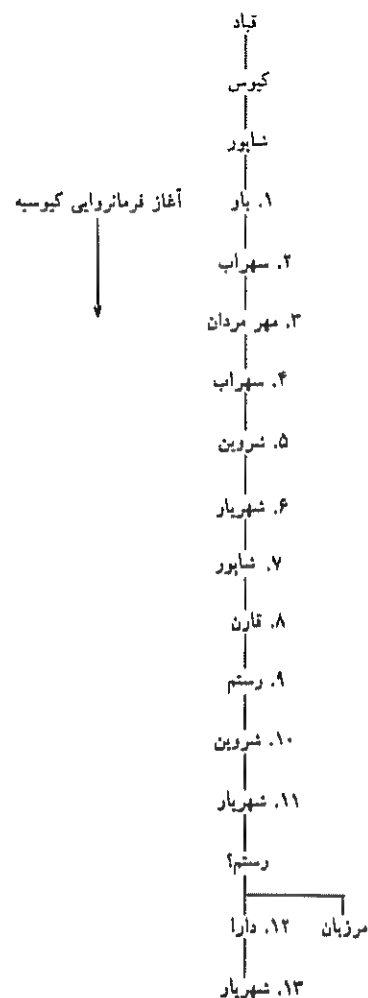 قباد
کیوس
شاپور
۱. باو
آغاز فرمانروایی کیوسیه
۲. سهراب
۳. مهر مردان
۴. سهراب
۵. شروین
۶. شهریار
۷. شاپور
۸. قارن
۹. رستم
۱۰. شروین
۱۱. شهریار
رستم؟
۱۲. دارا
مرزبان
۱۳. شهریار